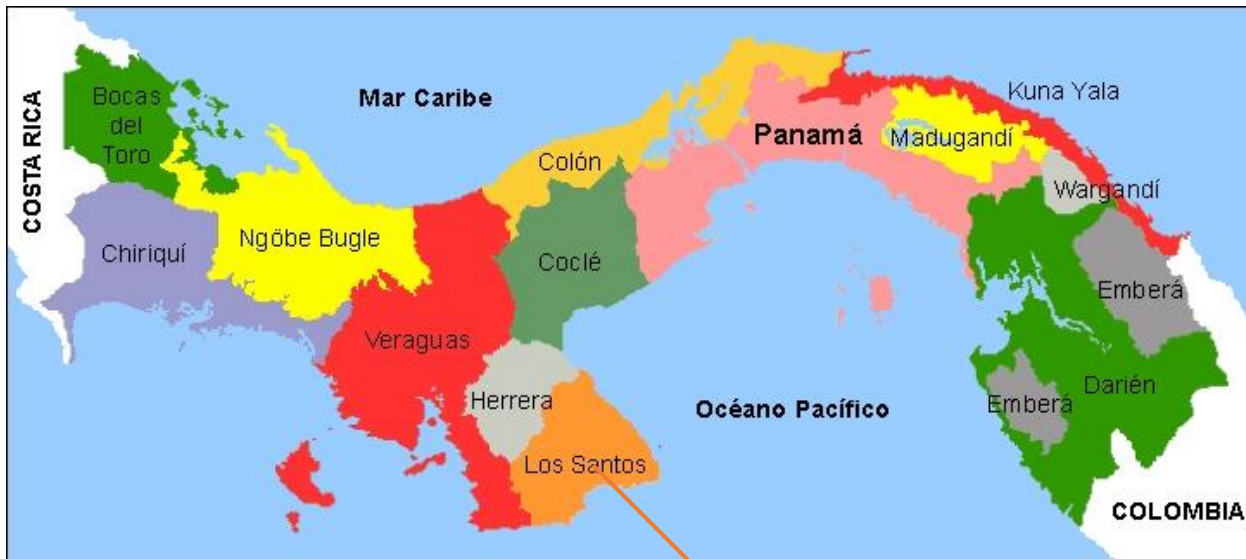 COSTA RICA
Bocas
del
Toro
Mar Caribe
Kuna Yala
Panamá
Madugandí
Colón
Wargandí
Chiriquí
Ngöbe Bugle
Coclé
Emberá
Veraguas
Herrera
Océano Pacífico
Emberá
Darién
Los Santos
COLOMBIA